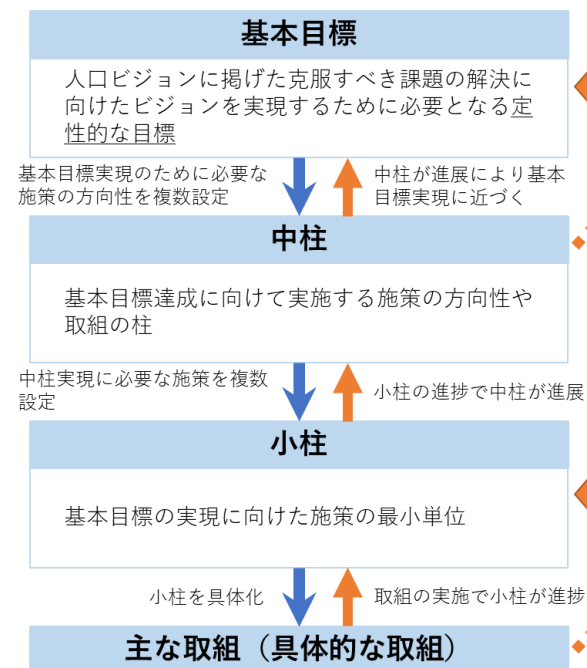 基本目標
人口ビジョンに掲げた克服すべき課題の解決に
向けたビジョンを実現するために必要となる定
性的な目標
基本目標実現のために必要な
施策の方向性を複数設定
中柱が進展により基本
目標実現に近づく
中柱
基本目標達成に向けて実施する施策の方向性や
取組の柱
中柱実現に必要な施策を複数
設定
小柱の進捗で中柱が進展
小柱
基本目標の実現に向けた施策の最小単位
小柱を具体化
取組の実施で小柱が進捗
主な取組（具体的な取組）